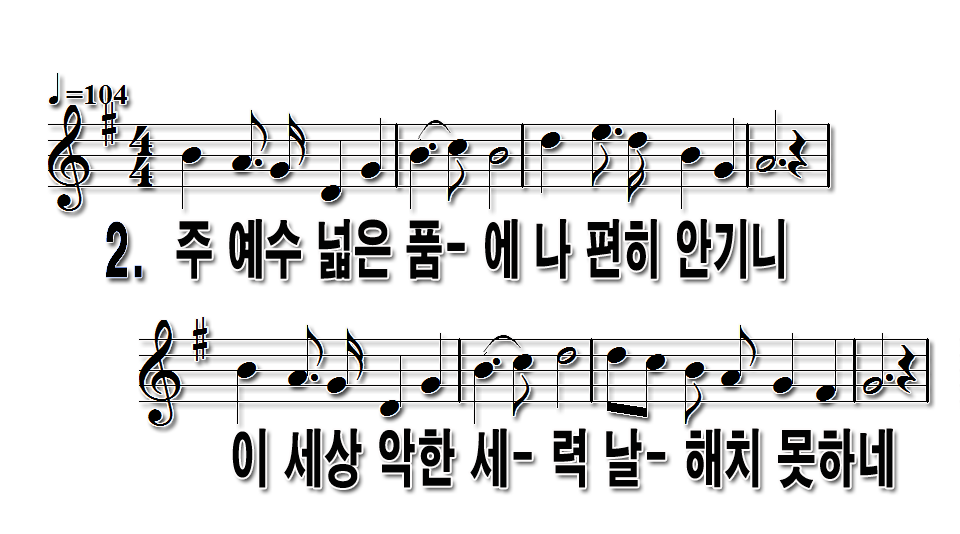 ♩=104
2. 주 예수 넓은 품- 에 나 편히 안기니
이 세상 악한 세- 력 날- 해치 못하네